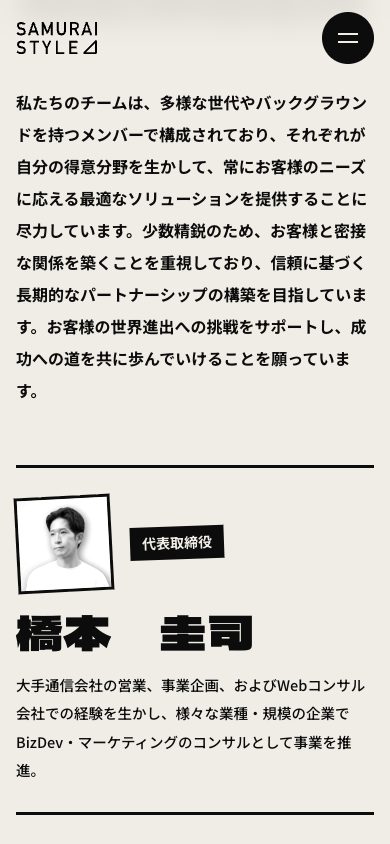 SAMURAI
STYLE
私たちのチームは、多様な世代やバックグラウン
ドを持つメンバーで構成されており、それぞれが
自分の得意分野を生かして、常にお客様のニーズ
に応える最適なソリューションを提供することに
尽力しています。少数精鋭のため、お客様と密接
な関係を築くことを重視しており、信頼に基づく
長期的なパートナーシップの構築を目指していま
す。お客様の世界進出への挑戦をサポートし、成
功への道を共に歩んでいけることを願っていま
す。
代表取締役
橋本　圭司
大手通信会社の営業、事業企画、およびWebコンサル
会社での経験を生かし、様々な業種・規模の企業で
BizDev・マーケティングのコンサルとして事業を推
進。